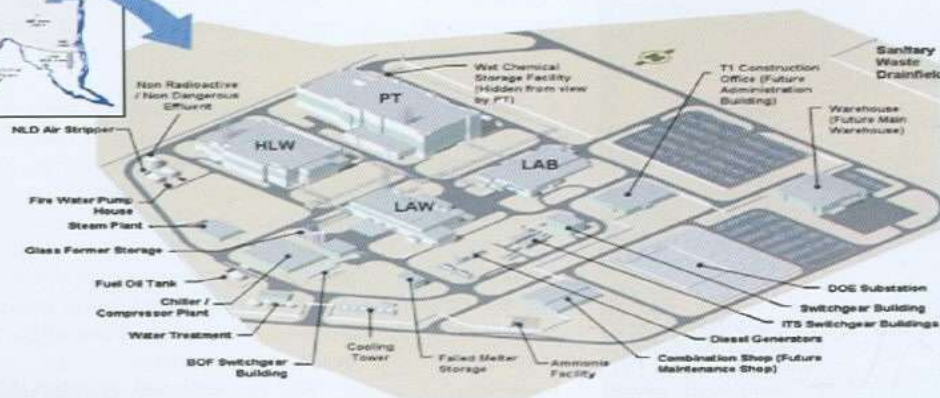 Sanitary
Waste
Drainfield
Wet Chemical
Storage Facility
(Hidden from view
by PT)
T1 Construction
Office (Future
Administration
Building)
Non Radioactive
/ Non Dangerous
Effluent
Warehouse
(Future Main
Warehouse)
PT
NLD Air Stripper
HLW
LAB
Fire Water Pump
House
LAW
Steam Plant
Glass Former Storage
Fuel Oil Tank
DOE Substation
Chiller /
Compressor Plant
Switchgear Building
ITS Switchgear Buildings
Water Treatment
Diesel Generators
BOF Switchgear
Building
Cooling
Tower
Failed Melter
Storage
Ammonia
Facility
Combination Shop (Future
Maintenance Shop)